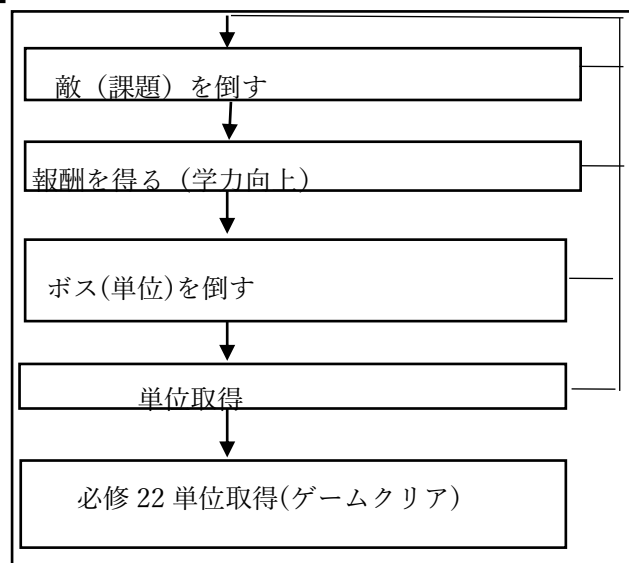 敵（課題）を倒す
報酬を得る（学力向上）
ボス(単位)を倒す
単位取得
必修 22 単位取得(ゲームクリア)